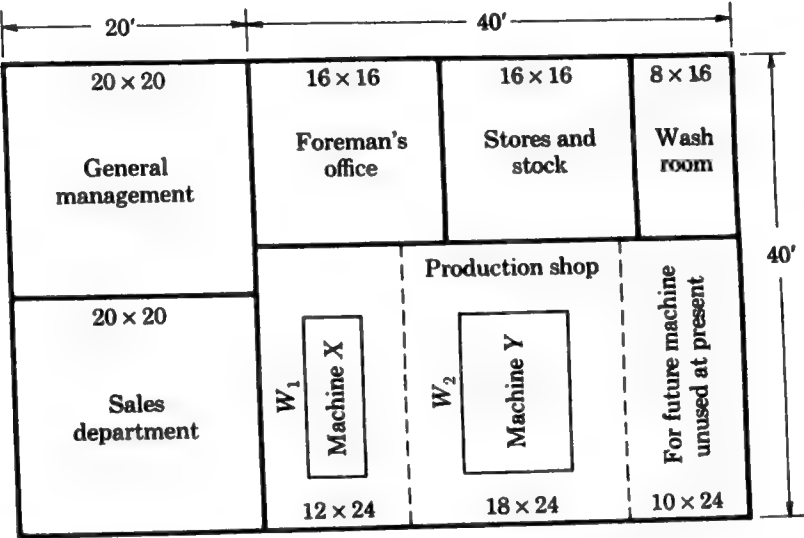 20'
40'
20 × 20
General
management
16 × 16
Foreman's
office
16 × 16
Stores and
stock
8 × 16
Wash
room
40'
20 × 20
Sales
department
Production shop
W₁
Machine X
12 × 24
W₂
Machine Y
18 × 24
For future machine
unused at present
10 × 24